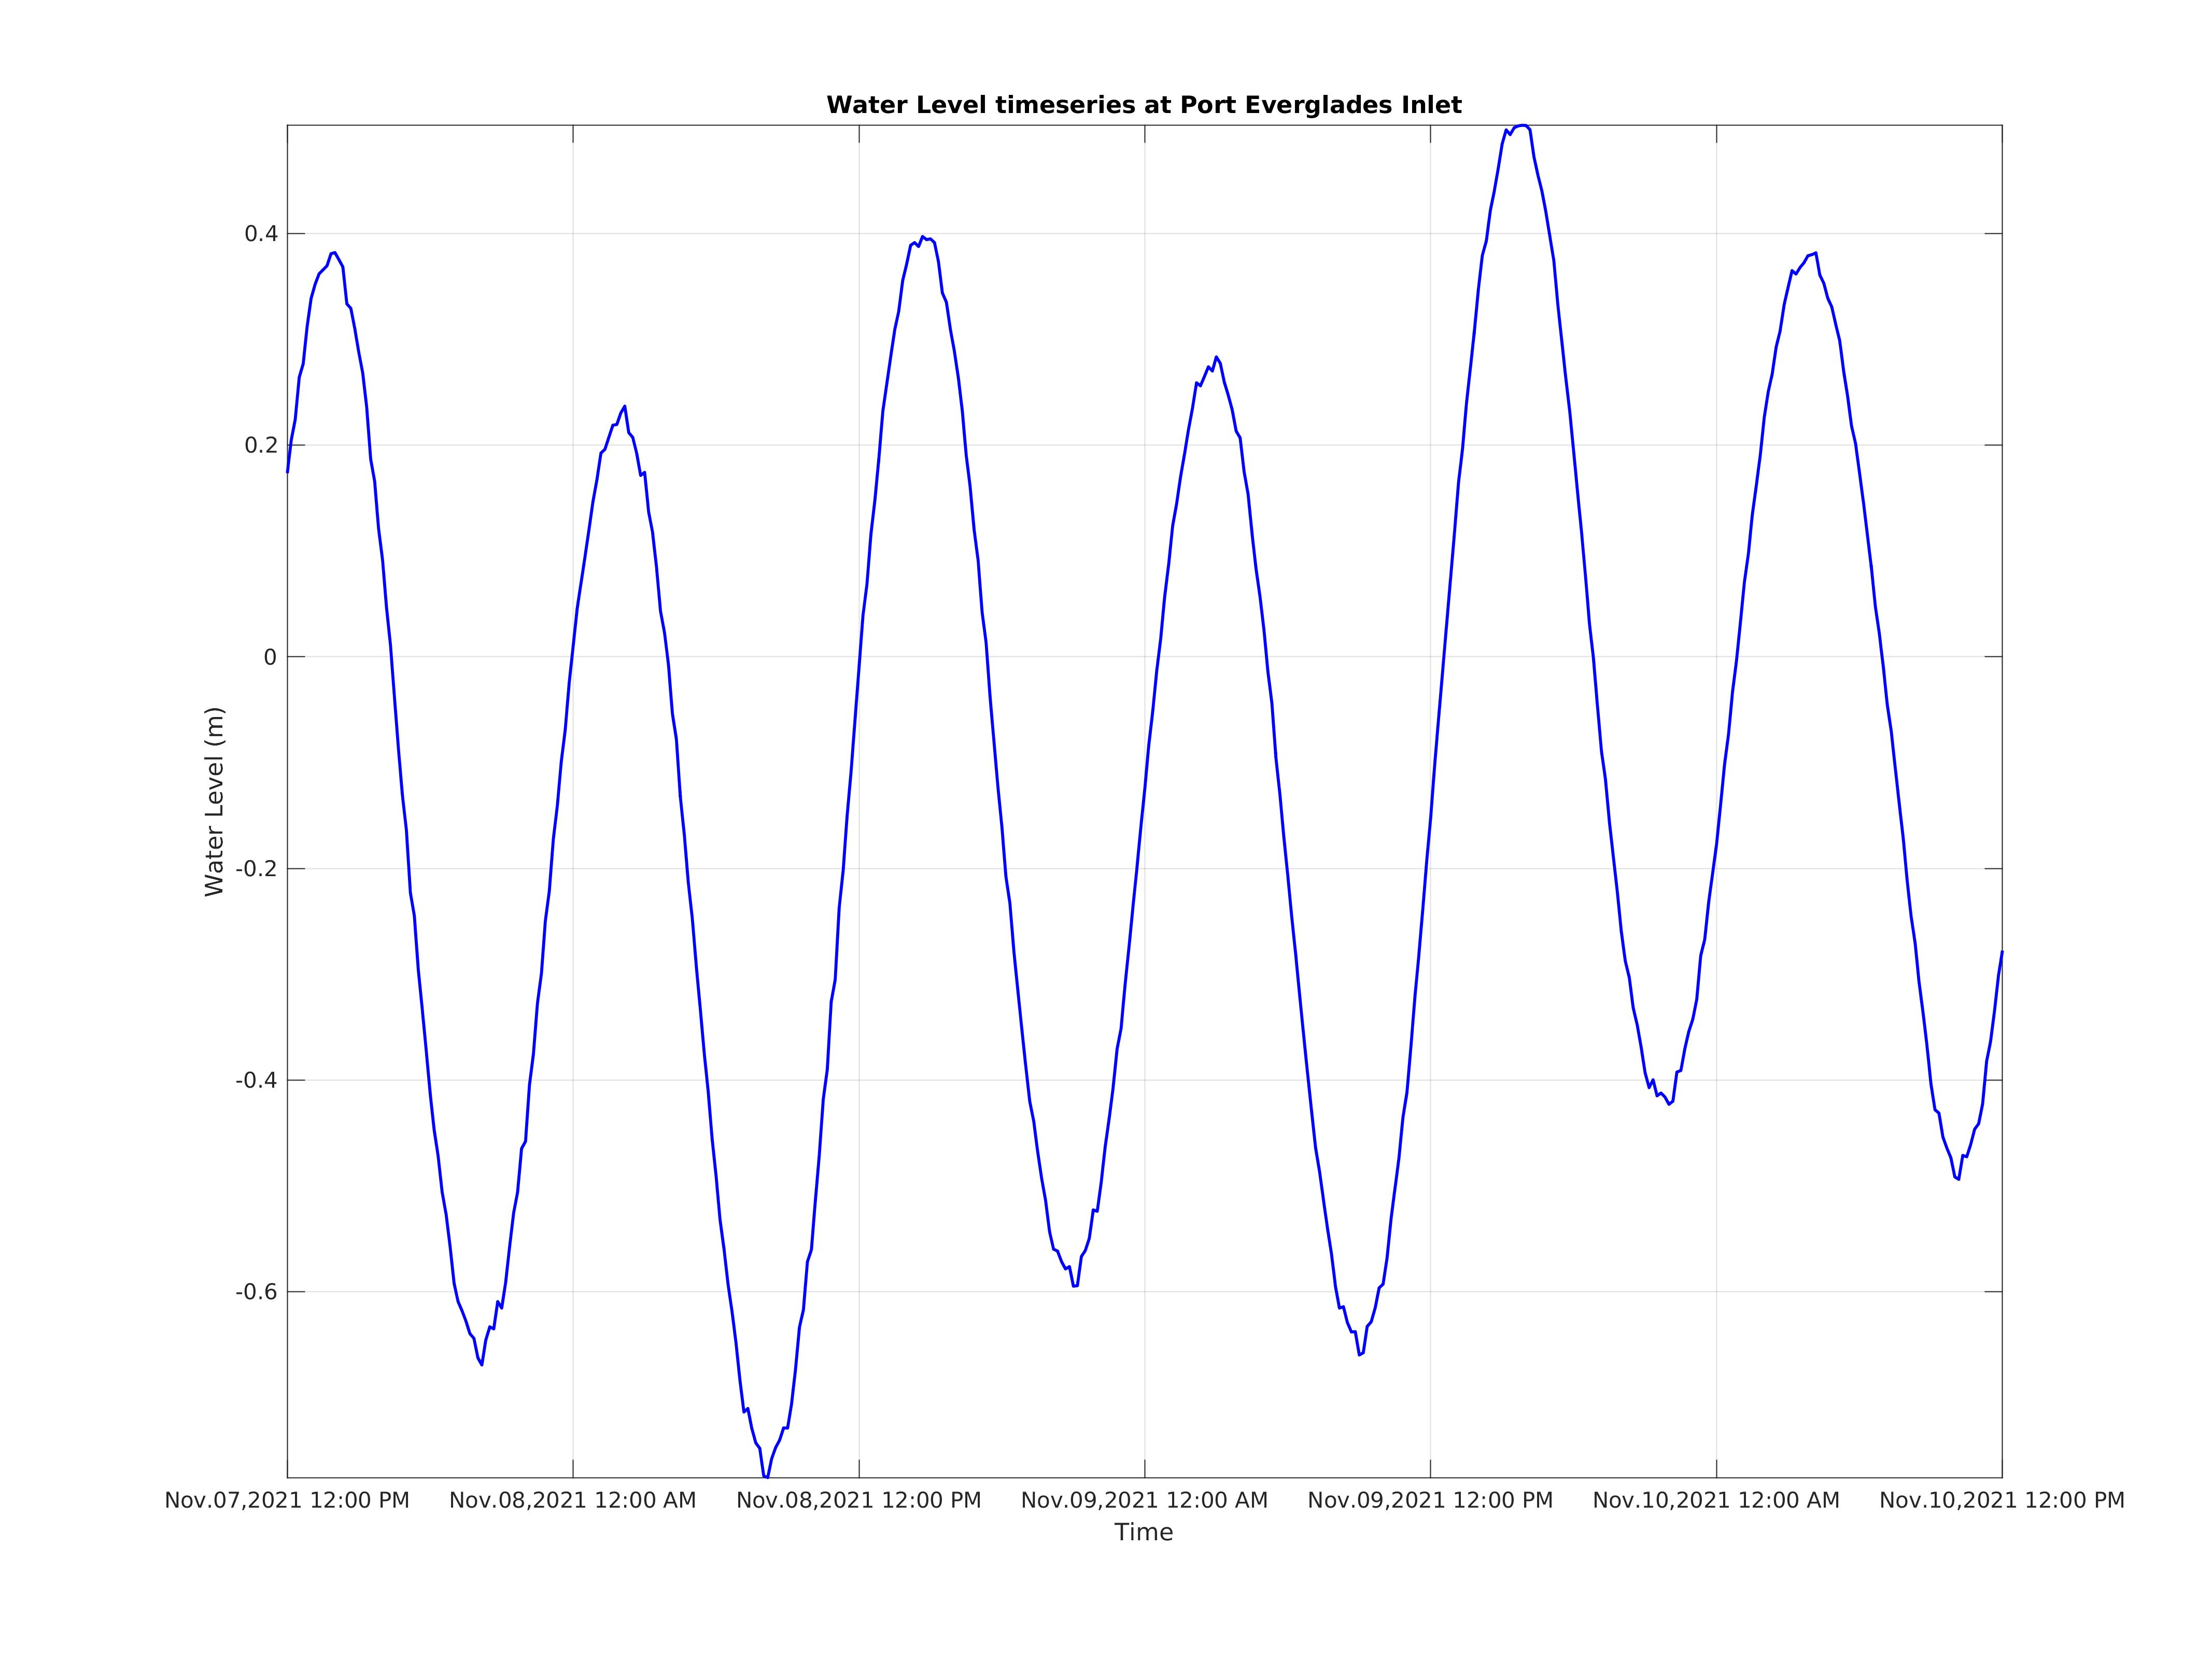 Water Level timeseries at Port Everglades Inlet
0.4
0.2
0
-0.2
-0.4
-0.6
Water Level (m)
Nov.07,2021 12:00 PM
Nov.08,2021 12:00 AM
Nov.08,2021 12:00 PM
Nov.09,2021 12:00 AM
Nov.09,2021 12:00 PM
Nov.10,2021 12:00 AM
Nov.10,2021 12:00 PM
Time